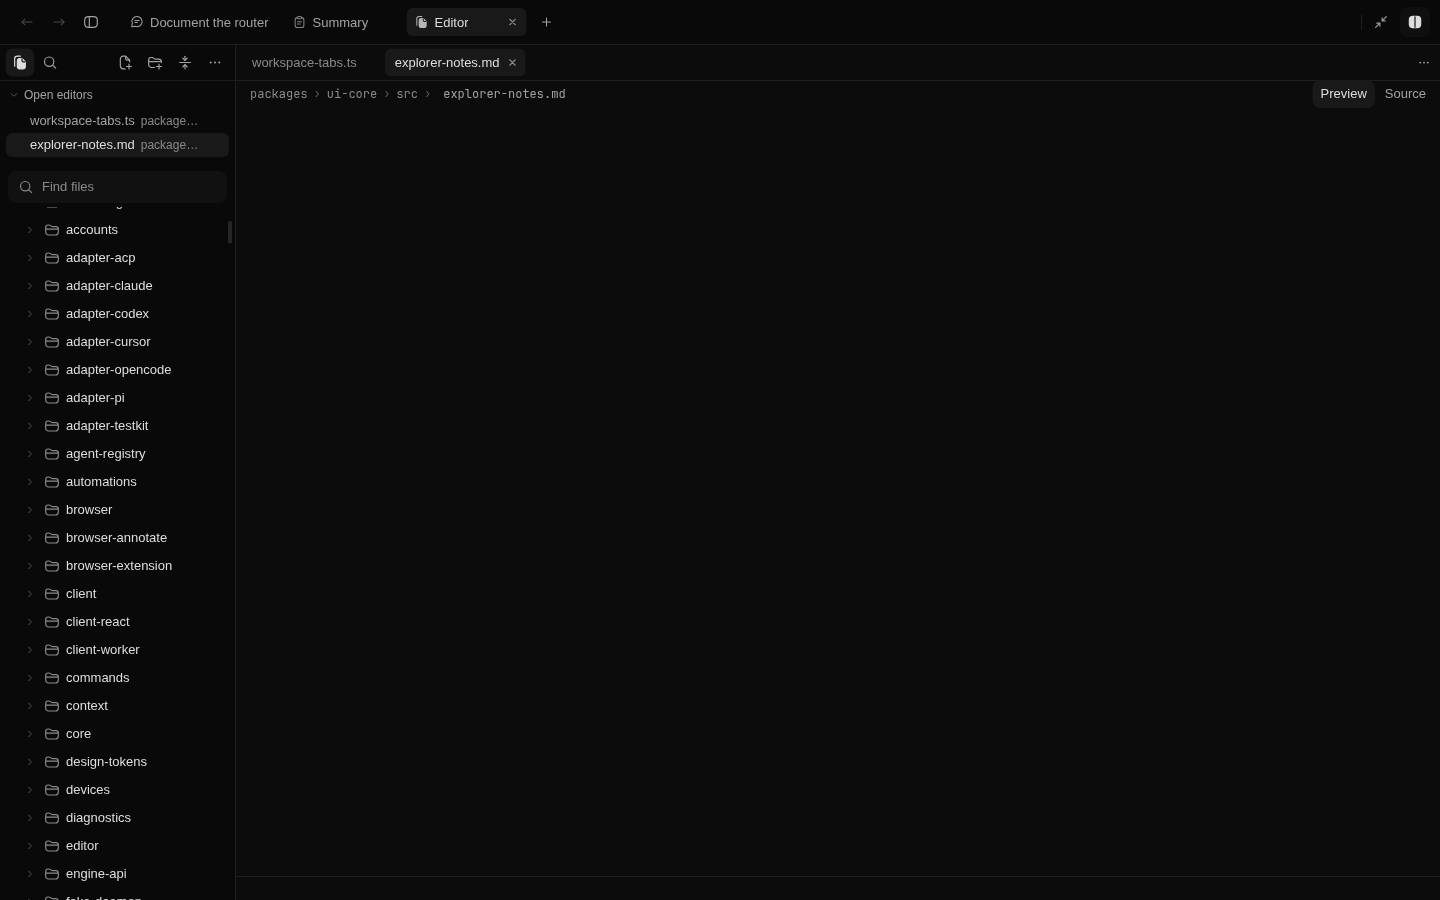 Document the router
Summary
Editor
workspace-tabs.ts
explorer-notes.md
Open editors
packages › ui-core › src › explorer-notes.md
Preview
Source
workspace-tabs.ts package…
explorer-notes.md package…
Find files
accounts
adapter-acp
adapter-claude
adapter-codex
adapter-cursor
adapter-opencode
adapter-pi
adapter-testkit
agent-registry
automations
browser
browser-annotate
browser-extension
client
client-react
client-worker
commands
context
core
design-tokens
devices
diagnostics
editor
engine-api